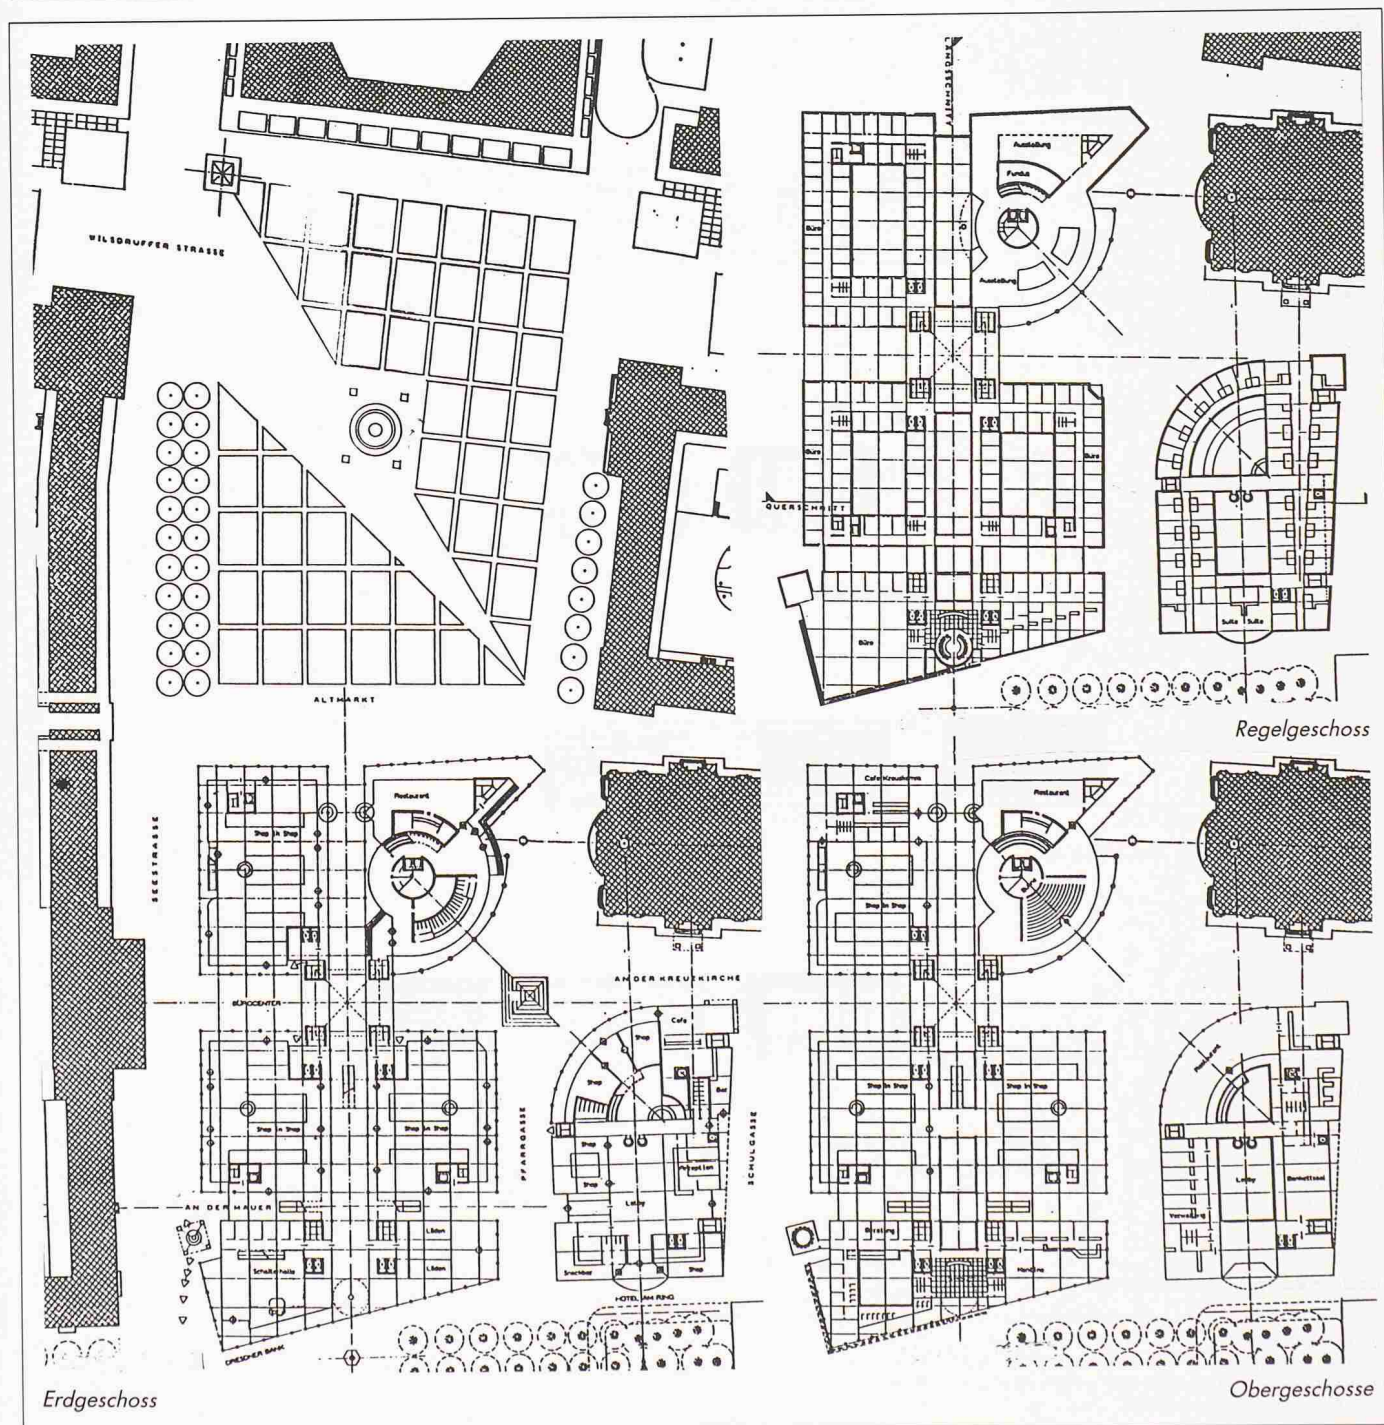 WILSDRUFFER STRASSE
ALTMARKT
SEESTRASSE
LÄNGSSCHNITT
Ausstellung
Fundus
Ausstellung
Büro
Büro
Büro
QUERSCHNITT
Büro
Suite
Suite
Regelgeschoss
Restaurant
Shop in Shop
AN DER KREUZKIRCHE
BÜROCENTER
Cafe
Shop
Shop
Bar
Shop in Shop
Shop in Shop
PFARRGASSE
SCHULGASSE
Shop
Shop
Rezeption
Lobby
AN DER MAUER
Läden
Läden
Schalterhalle
Snackbar
Shop
HOTEL AM RING
DRESDNER BANK
Erdgeschoss
Restaurant
Shop in Shop
Restaurant
Shop in Shop
Shop in Shop
Lobby
Bankettsaal
Verwaltung
Beratung
Obergeschosse